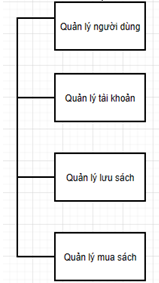 Quản lý người dùng
Quản lý tài khoản
Quản lý lưu sách
Quản lý mua sách